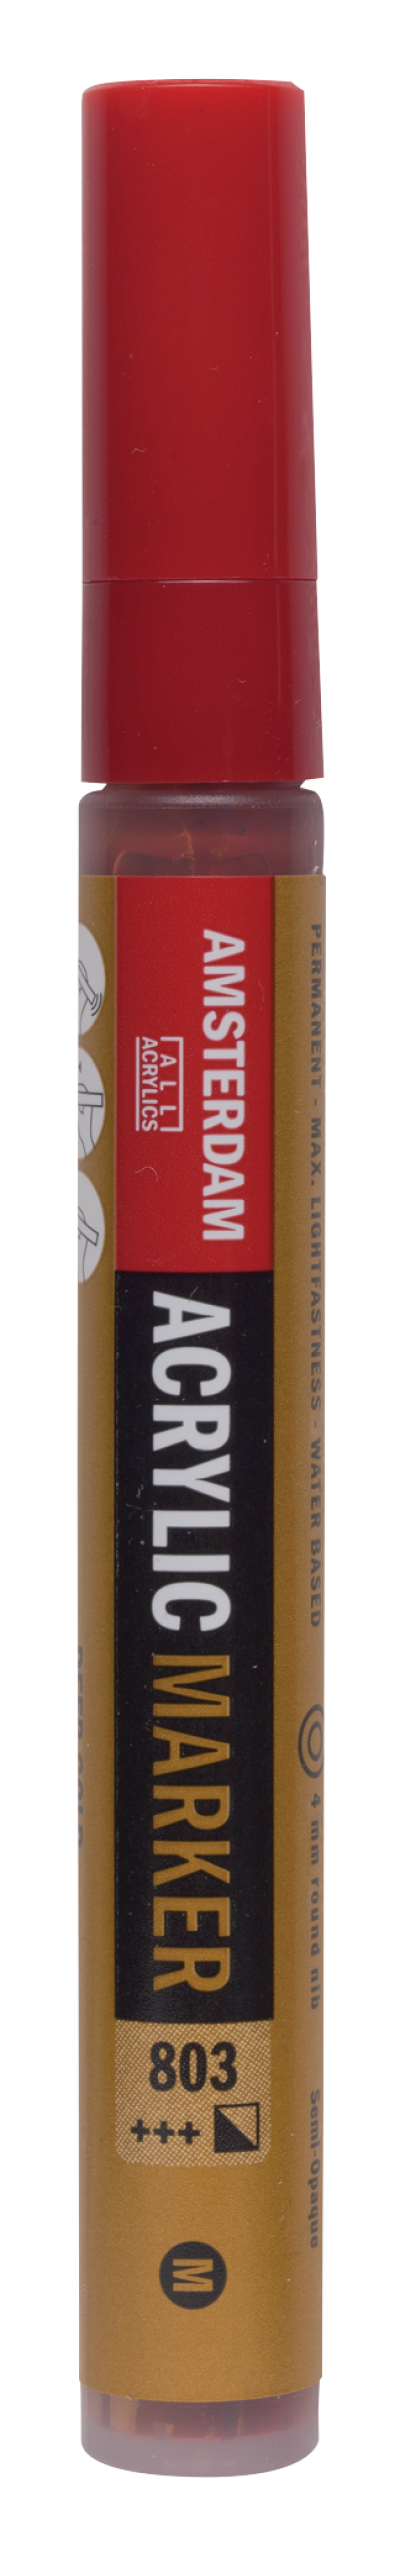 AMSTERDAM
ALL
ACRYLICS
ACRYLIC MARKER
803
+++
M
PERMANENT - MAX. LIGHTFASTNESS - WATER BASED
4 mm round nib
Semi-Opaque